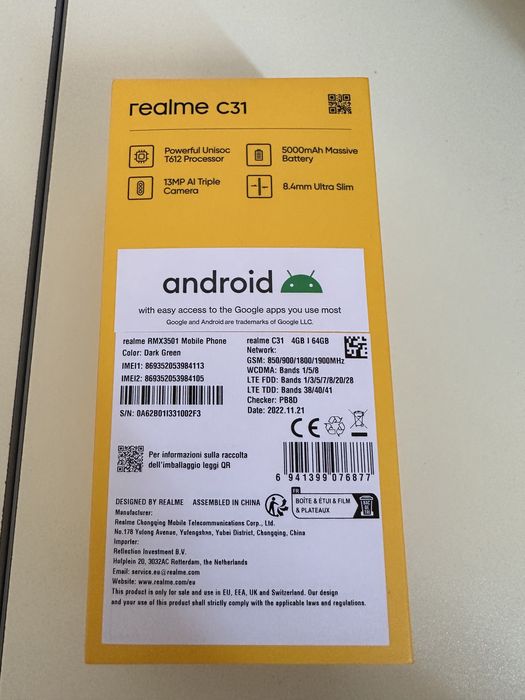 realme C31
Powerful Unisoc
T612 Processor
5000mAh Massive
Battery
13MP AI Triple
Camera
8.4mm Ultra Slim
android
with easy access to the Google apps you use most
Google and Android are trademarks of Google LLC.
realme RMX3501 Mobile Phone
Color: Dark Green
IMEI1: 869352053984113
IMEI2: 869352053984105
S/N: 0A62B01I331002F3
realme C31 4GB I 64GB
Network:
GSM: 850/900/1800/1900MHz
WCDMA: Bands 1/5/8
LTE FDD: Bands 1/3/5/7/8/20/28
LTE TDD: Bands 38/40/41
Checker: PB8D
Date: 2022.11.21
CE
Per informazioni sulla raccolta
dell'imballaggio leggi QR
6 941399 076877
DESIGNED BY REALME ASSEMBLED IN CHINA
FR
BOÎTE & ÉTUI & FILM
& PLATEAUX
BAC DE TRI
Manufacturer:
Realme Chongqing Mobile Telecommunications Corp., Ltd.
No.178 Yulong Avenue, Yufengshan, Yubei District, Chongqing, China
Importer:
Reflection Investment B.V.
Hofplein 20, 3032AC Rotterdam, the Netherlands
Email: service.eu@realme.com
Website: www.realme.com/eu
This product is only for sale and use in EU, EEA, UK and Switzerland. Our design
and your use of this product shall strictly comply with the applicable laws and regulations.